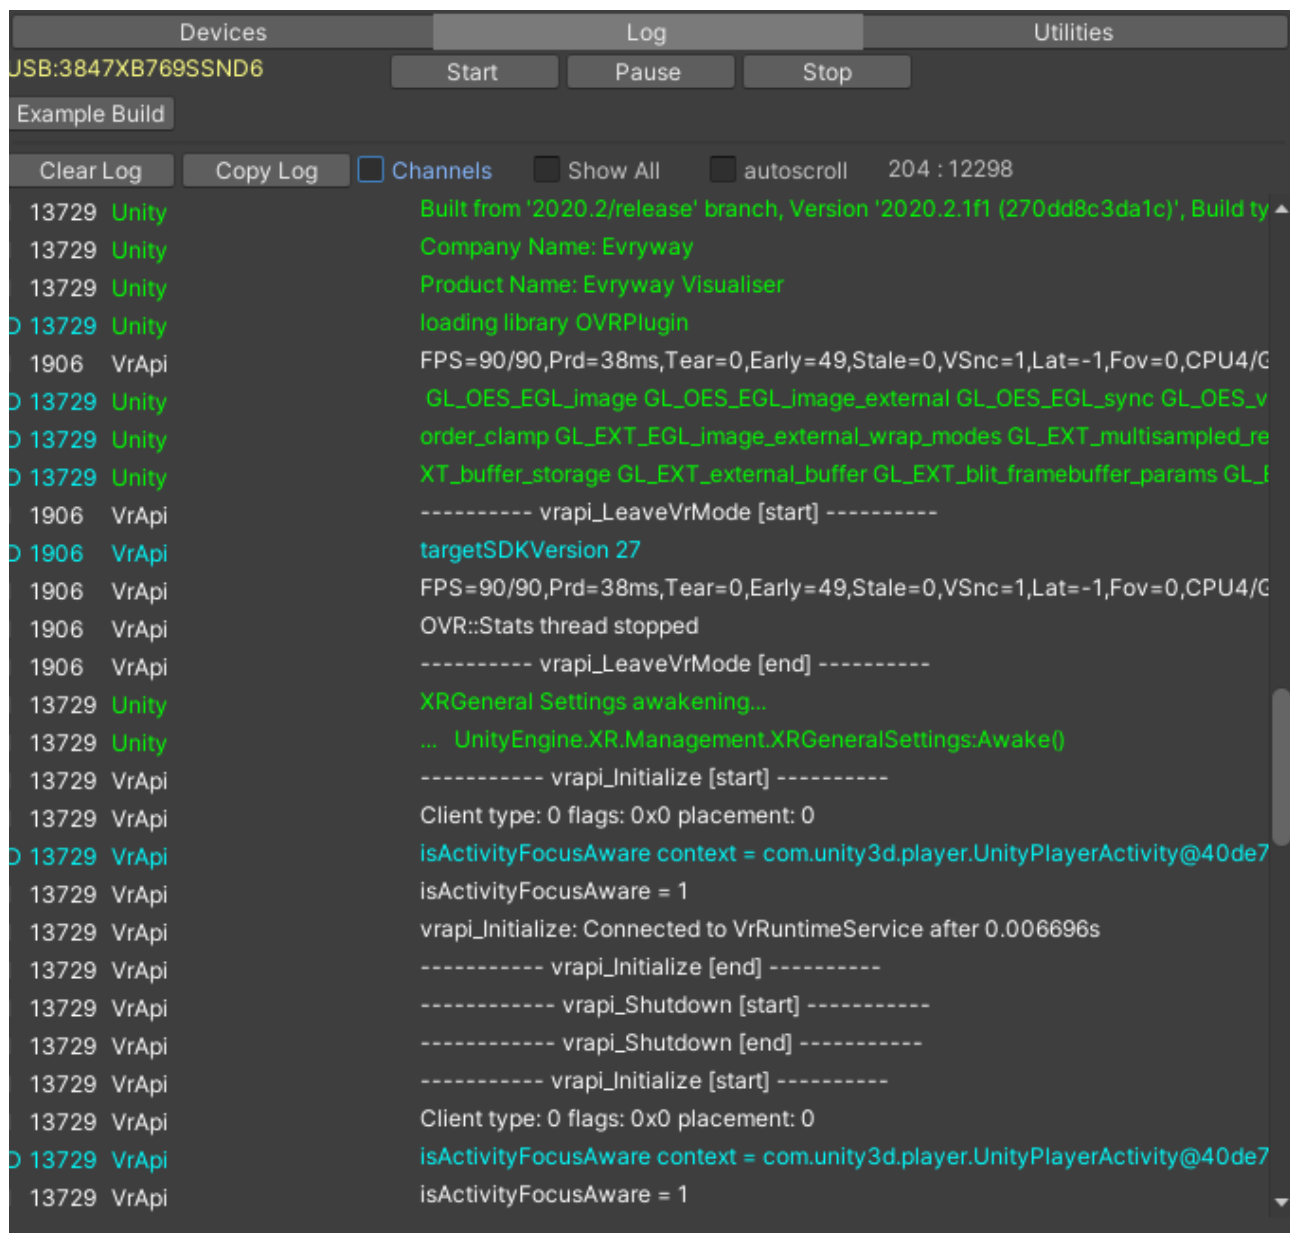 Devices Log Utilities
USB:3847XB769SSND6 Start Pause Stop
Example Build
Clear Log Copy Log Channels Show All autoscroll 204 : 12298
13729 Unity Built from '2020.2/release' branch, Version '2020.2.1f1 (270dd8c3da1c)', Build ty
13729 Unity Company Name: Evryway
13729 Unity Product Name: Evryway Visualiser
D 13729 Unity loading library OVRPlugin
1906 VrApi FPS=90/90,Prd=38ms,Tear=0,Early=49,Stale=0,VSnc=1,Lat=-1,Fov=0,CPU4/G
D 13729 Unity GL_OES_EGL_image GL_OES_EGL_image_external GL_OES_EGL_sync GL_OES_v
D 13729 Unity order_clamp GL_EXT_EGL_image_external_wrap_modes GL_EXT_multisampled_re
D 13729 Unity XT_buffer_storage GL_EXT_external_buffer GL_EXT_blit_framebuffer_params GL_E
1906 VrApi ---------- vrapi_LeaveVrMode [start] ----------
D 1906 VrApi targetSDKVersion 27
1906 VrApi FPS=90/90,Prd=38ms,Tear=0,Early=49,Stale=0,VSnc=1,Lat=-1,Fov=0,CPU4/G
1906 VrApi OVR::Stats thread stopped
1906 VrApi ---------- vrapi_LeaveVrMode [end] ----------
13729 Unity XRGeneral Settings awakening...
13729 Unity ... UnityEngine.XR.Management.XRGeneralSettings:Awake()
13729 VrApi ----------- vrapi_Initialize [start] ----------
13729 VrApi Client type: 0 flags: 0x0 placement: 0
D 13729 VrApi isActivityFocusAware context = com.unity3d.player.UnityPlayerActivity@40de7
13729 VrApi isActivityFocusAware = 1
13729 VrApi vrapi_Initialize: Connected to VrRuntimeService after 0.006696s
13729 VrApi ----------- vrapi_Initialize [end] ----------
13729 VrApi ------------ vrapi_Shutdown [start] -----------
13729 VrApi ------------ vrapi_Shutdown [end] -----------
13729 VrApi ----------- vrapi_Initialize [start] ----------
13729 VrApi Client type: 0 flags: 0x0 placement: 0
D 13729 VrApi isActivityFocusAware context = com.unity3d.player.UnityPlayerActivity@40de7
13729 VrApi isActivityFocusAware = 1